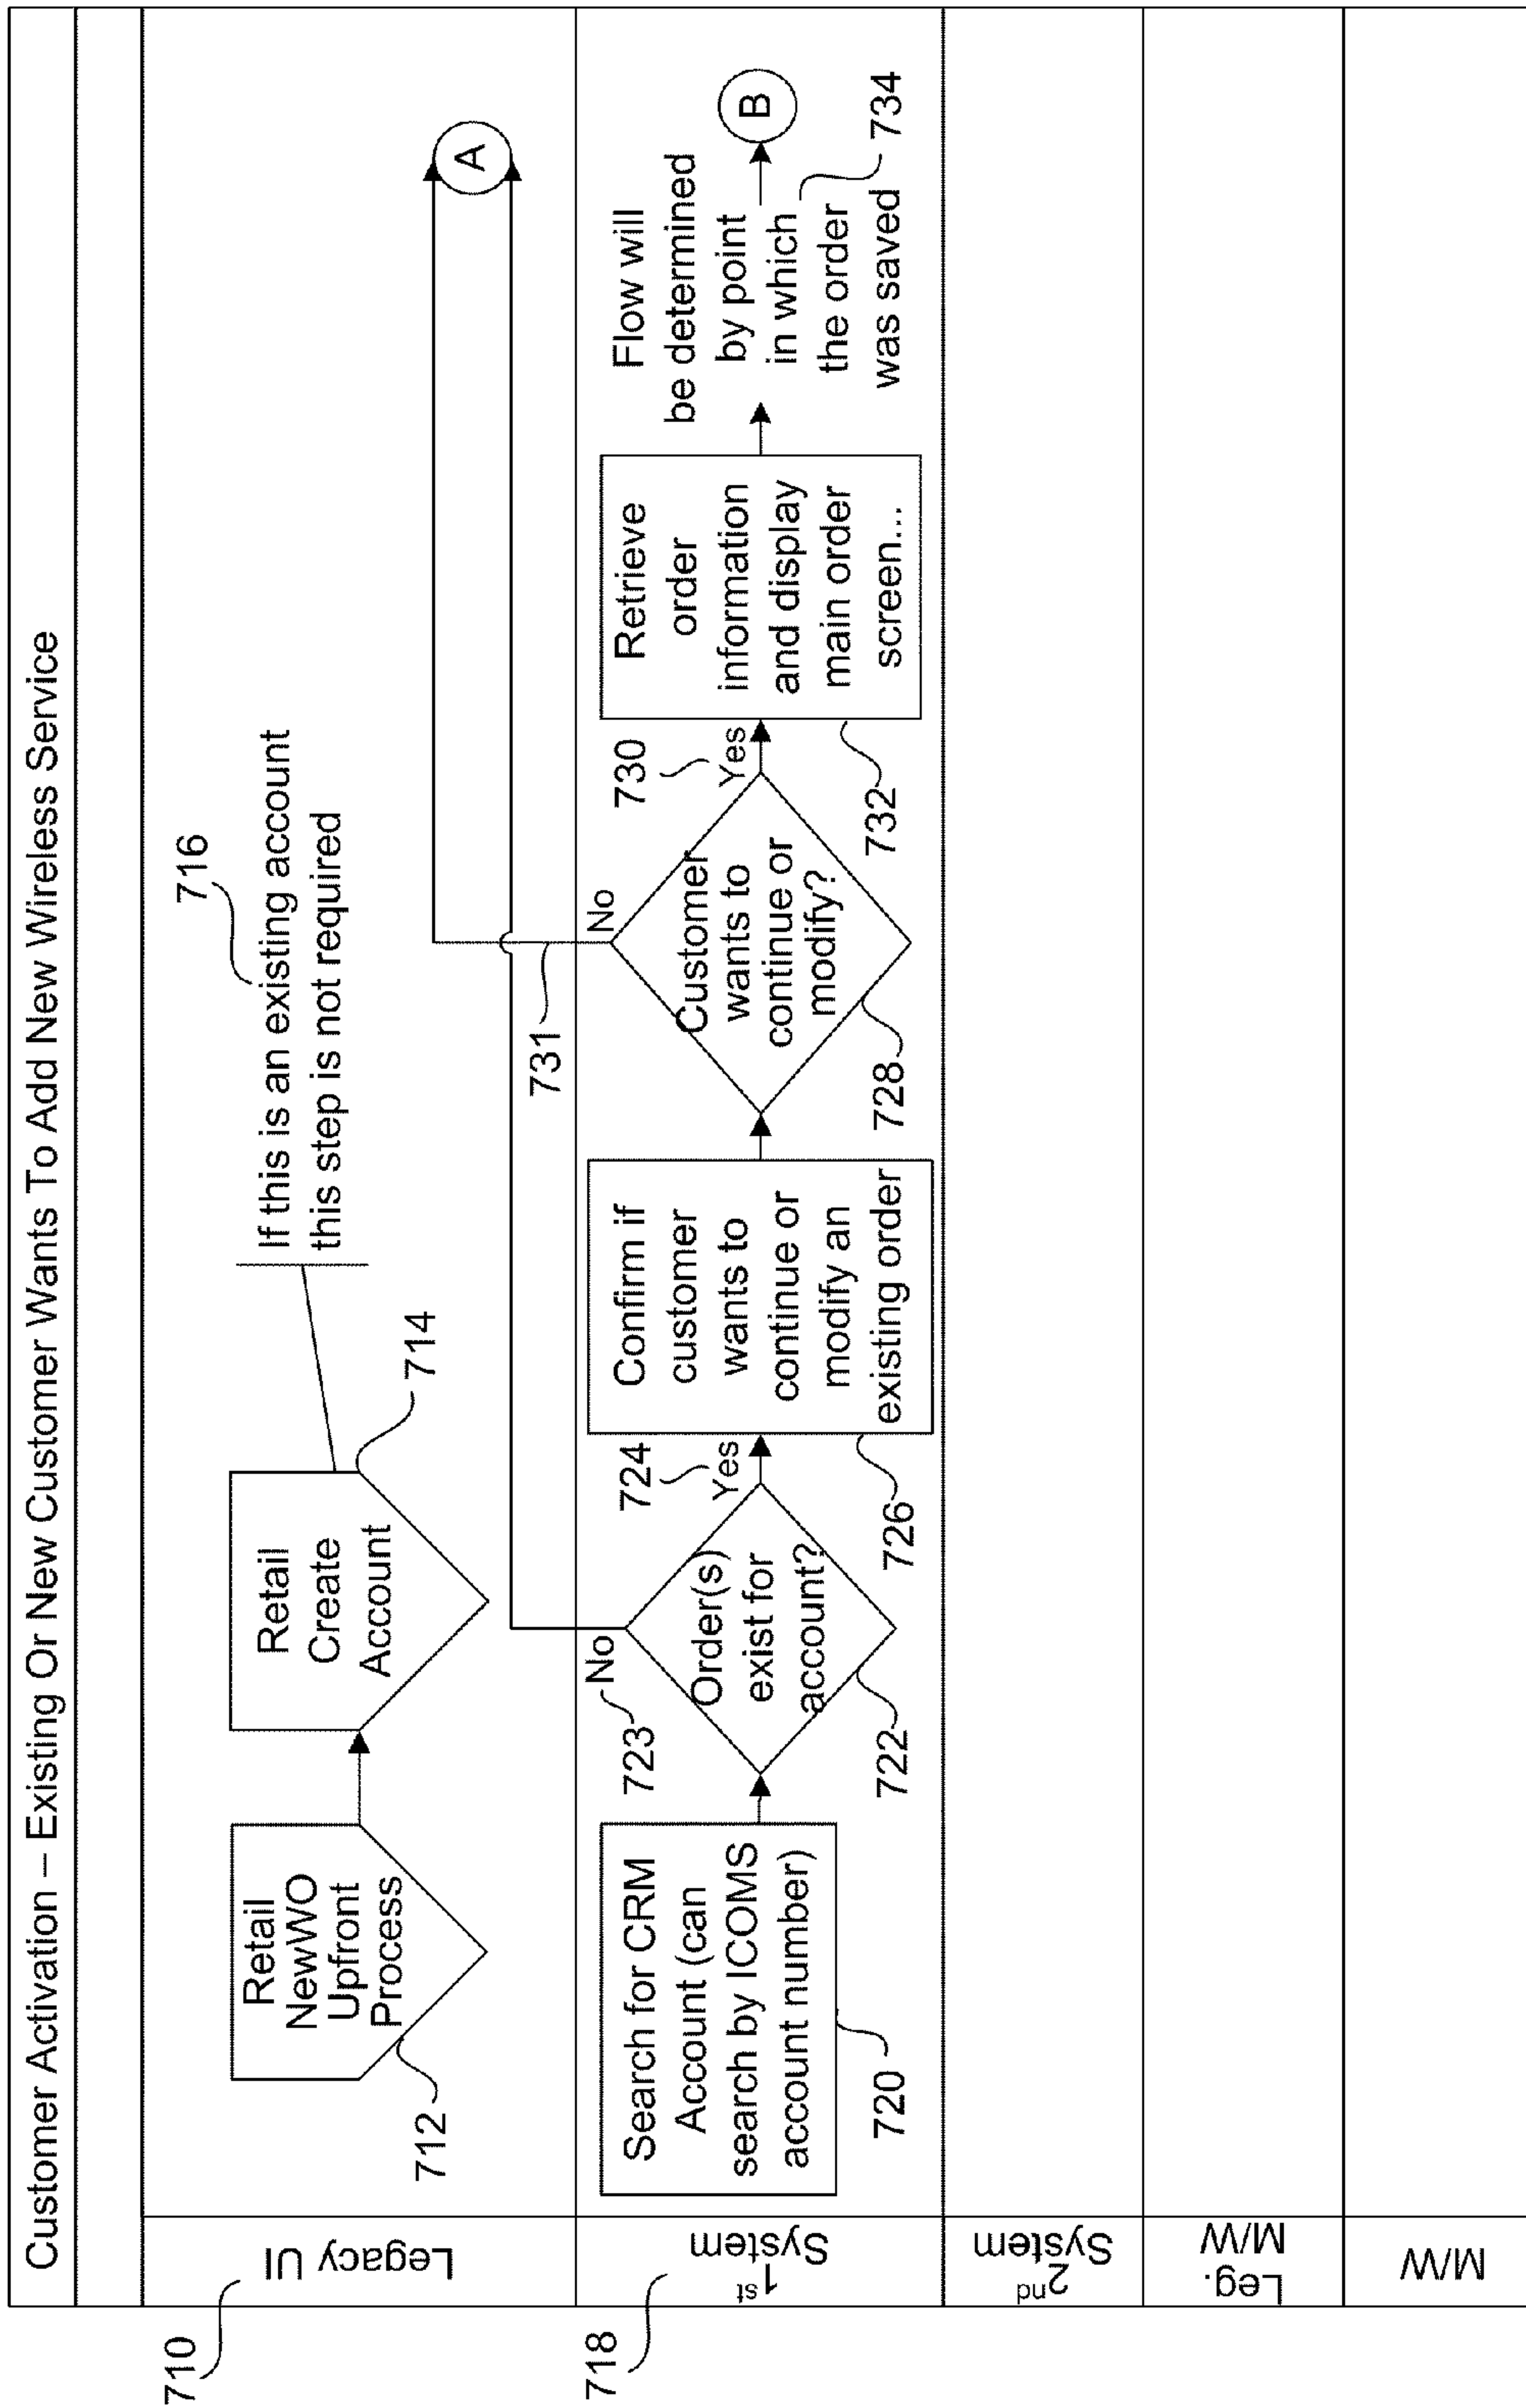 Customer Activation – Existing Or New Customer Wants To Add New Wireless Service
710
Legacy UI
Retail
NewWO
Upfront
Process
712
Retail
Create
Account
714
716
If this is an existing account
this step is not required
A
718
1st
System
Search for CRM
Account (can
search by ICOMS
account number)
720
Order(s)
exist for
account?
722
No
723
Yes
724
Confirm if
customer
wants to
continue or
modify an
existing order
726
Customer
wants to
continue or
modify?
728
No
731
Yes
730
Retrieve
order
information
and display
main order
screen...
732
Flow will
be determined
by point
in which
the order
was saved
734
B
2nd
System
Leg.
M/W
M/W